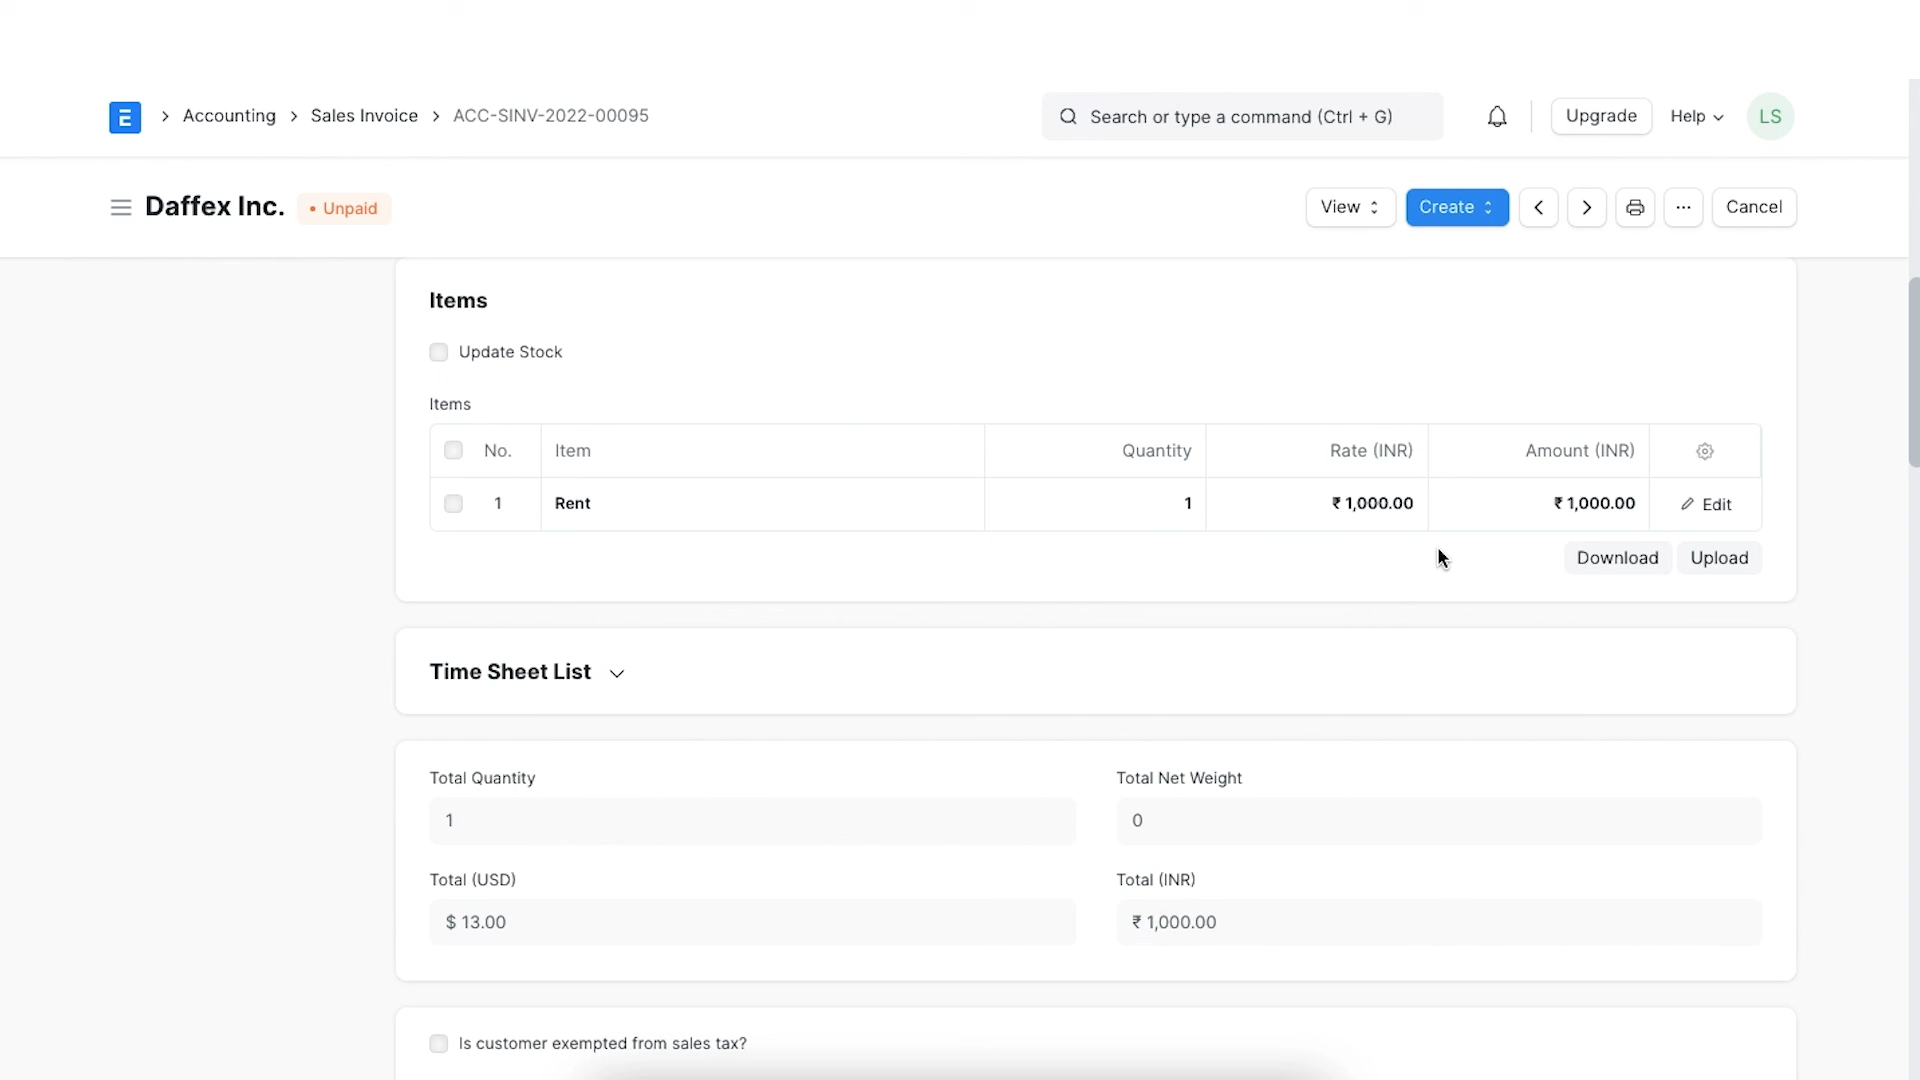 E > Accounting > Sales Invoice > ACC-SINV-2022-00095 Search or type a command (Ctrl + G) Upgrade Help LS
Daffex Inc. • Unpaid View Create ··· Cancel
Items
Update Stock
Items
No. Item Quantity Rate (INR) Amount (INR)
1 Rent 1 ₹ 1,000.00 ₹ 1,000.00 Edit
Download Upload
Time Sheet List
Total Quantity Total Net Weight
1 0
Total (USD) Total (INR)
$ 13.00 ₹ 1,000.00
Is customer exempted from sales tax?